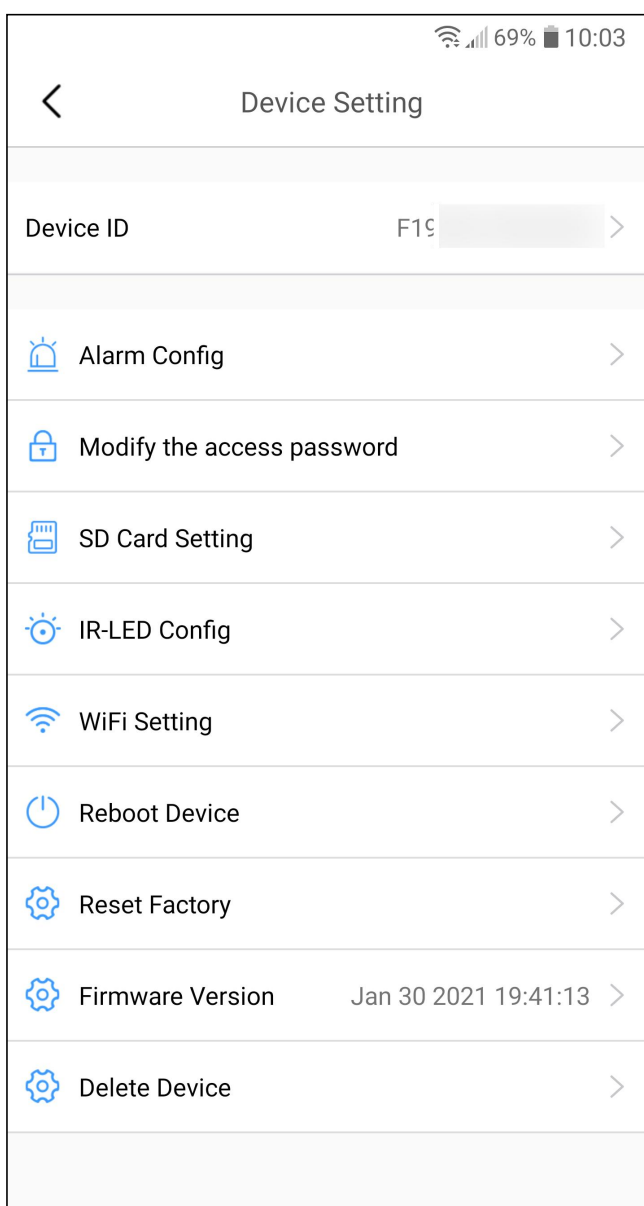 69% 10:03
Device Setting
Device ID F19
Alarm Config
Modify the access password
SD Card Setting
IR-LED Config
WiFi Setting
Reboot Device
Reset Factory
Firmware Version Jan 30 2021 19:41:13
Delete Device